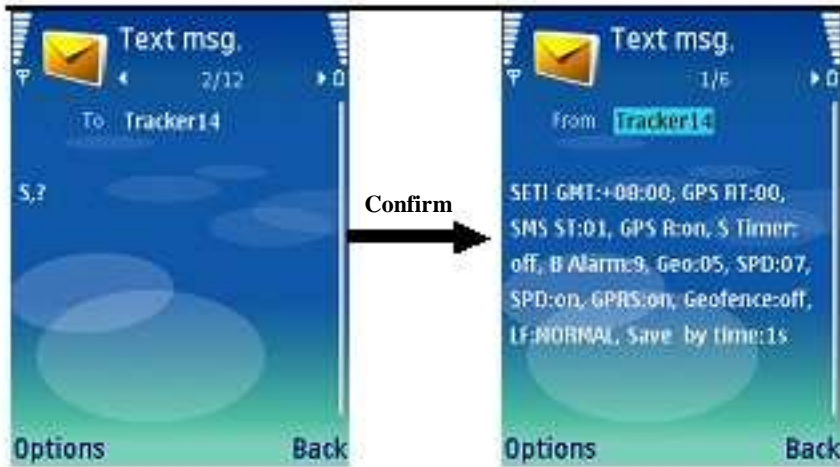 Text msg.
2/12
To Tracker14
S,?
Options Back
Confirm
Text msg.
1/6
From Tracker14
SET! GMT:+08:00, GPS RT:00,
SMS ST:01, GPS R:on, S Timer:
off, B Alarm:9, Geo:05, SPD:07,
SPD:on, GPRS:on, Geofence:off,
LF:NORMAL, Save by time:1s
Options Back